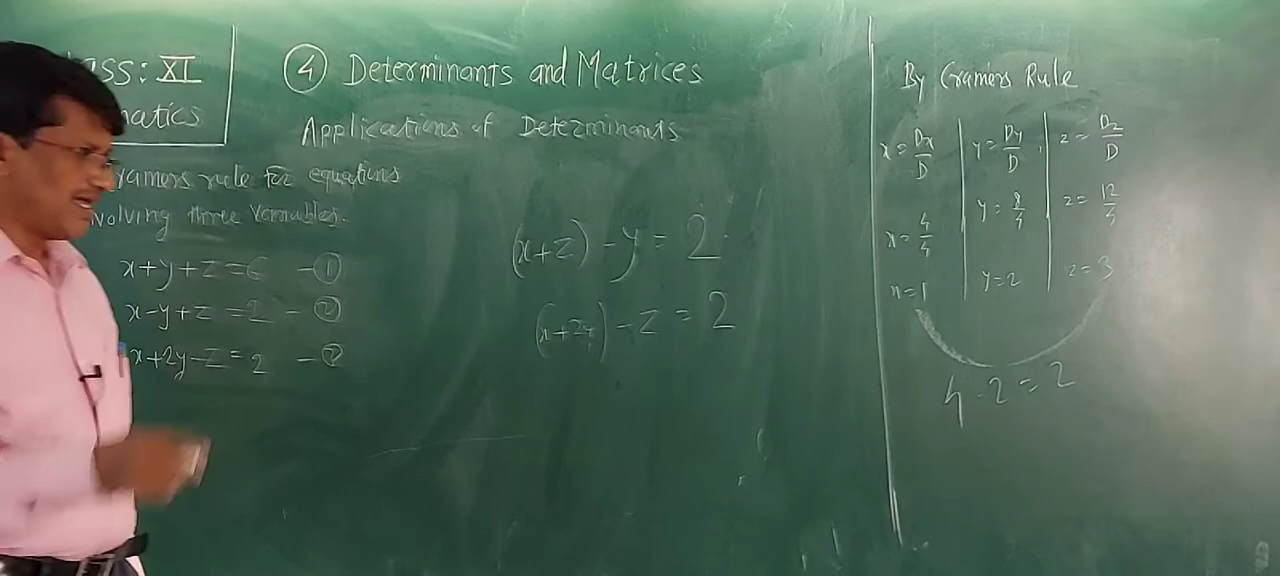 ass: XI
matics
④ Determinants and Matrices
Applications of Determinants
ramers rule for equations
volving three variables.
x+y+z=6 -①
x-y+z=2 -②
x+2y-z=2 -③
(x+z)-y=2
(x+2y)-z=2
By Cramers Rule
x=Dx/D y=Dy/D, z=Dz/D
x=4/4 y=8/4 z=12/4
x=1 y=2 z=3
4-2=2